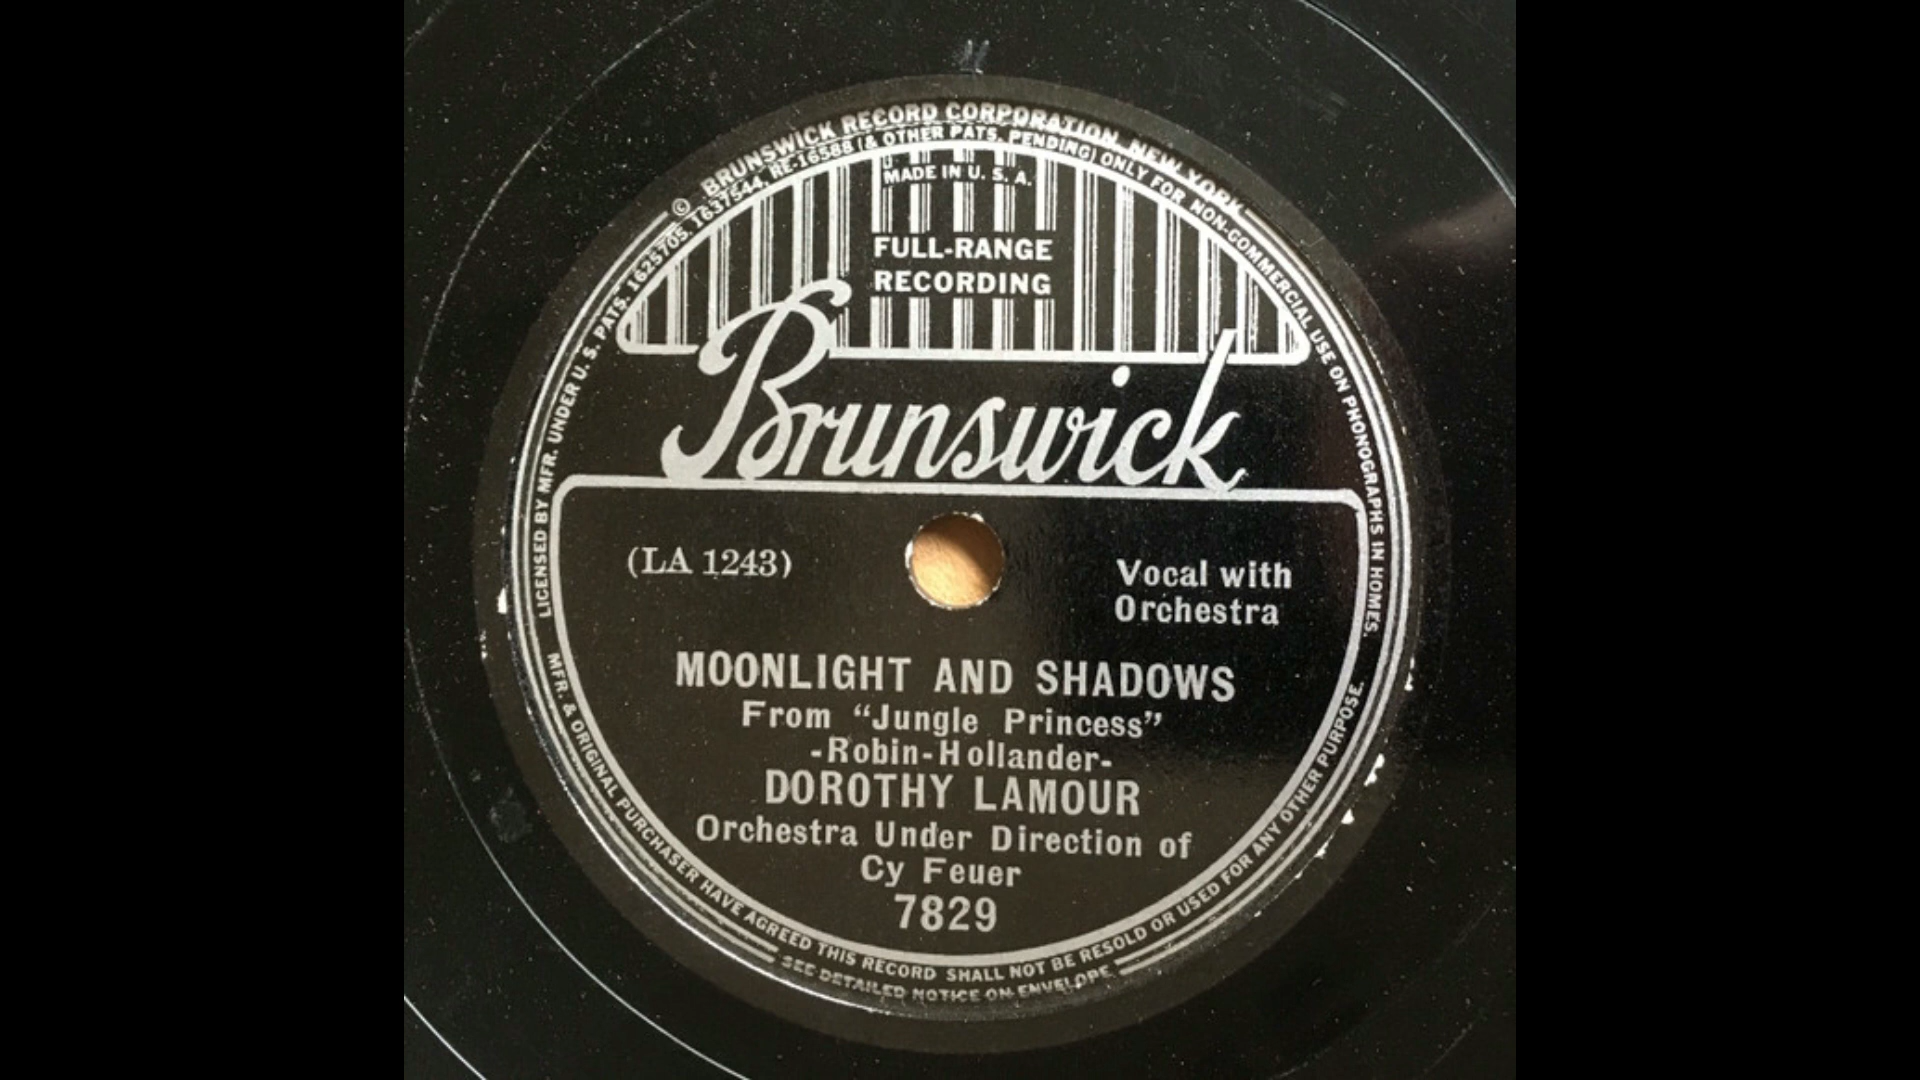 © BRUNSWICK RECORD CORPORATION, NEW YORK
LICENSED BY MFR. UNDER U. S. PATS. 1625705, 1637544, RE-16588 (& OTHER PATS. PENDING) ONLY FOR NON-COMMERCIAL USE ON PHONOGRAPHS IN HOMES.
MADE IN U. S. A.
FULL-RANGE
RECORDING
Brunswick
(LA 1243)
Vocal with
Orchestra
MOONLIGHT AND SHADOWS
From “Jungle Princess”
-Robin-Hollander-
DOROTHY LAMOUR
Orchestra Under Direction of
Cy Feuer
7829
MFR. & ORIGINAL PURCHASER HAVE AGREED THIS RECORD SHALL NOT BE RESOLD OR USED FOR ANY OTHER PURPOSE.
SEE DETAILED NOTICE ON ENVELOPE